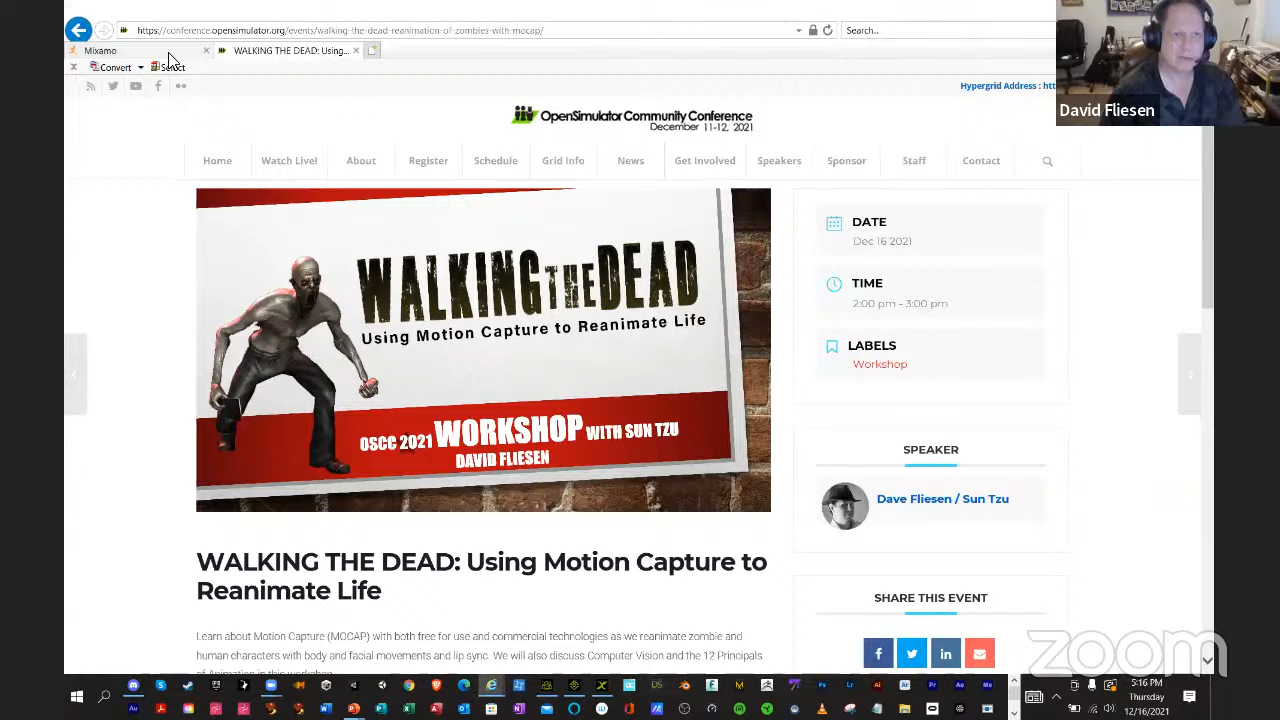 https://conference.opensimulator.org/events/walking-the-dead-reanimation-of-zombies-with-mocap/
Search...
Mixamo
WALKING THE DEAD: Using...
Convert
Select
Hypergrid Address : htt
David Fliesen
OpenSimulator Community Conference
December 11-12, 2021
Home
Watch Live!
About
Register
Schedule
Grid Info
News
Get Involved
Speakers
Sponsor
Staff
Contact
WALKING THE DEAD
Using Motion Capture to Reanimate Life
OSCC 2021 WORKSHOP WITH SUN TZU
DAVID FLIESEN
DATE
Dec 16 2021
TIME
2:00 pm - 3:00 pm
LABELS
Workshop
SPEAKER
Dave Fliesen / Sun Tzu
WALKING THE DEAD: Using Motion Capture to
Reanimate Life
SHARE THIS EVENT
Learn about Motion Capture (MOCAP) with both free for use and commercial technologies as we reanimate zombie and
human characters with body and facial movements and lip sync. We will also discuss Computer Vision and the 12 Principals
of Animation in this workshop
zoom
5:16 PM
Thursday
12/16/2021